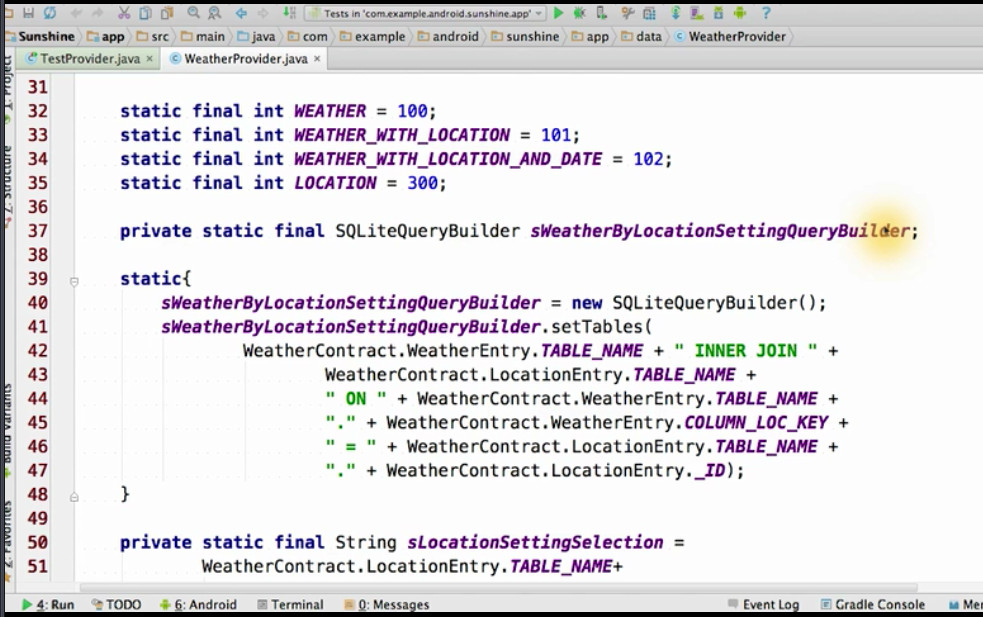 Tests in 'com.example.android.sunshine.app'
?
Sunshine app src main java com example android sunshine app data WeatherProvider
TestProvider.java × WeatherProvider.java ×
1: Project
Z: Structure
Build Variants
2: Favorites
31
32 static final int WEATHER = 100;
33 static final int WEATHER_WITH_LOCATION = 101;
34 static final int WEATHER_WITH_LOCATION_AND_DATE = 102;
35 static final int LOCATION = 300;
36
37 private static final SQLiteQueryBuilder sWeatherByLocationSettingQueryBuilder;
38
39 static{
40 sWeatherByLocationSettingQueryBuilder = new SQLiteQueryBuilder();
41 sWeatherByLocationSettingQueryBuilder.setTables(
42 WeatherContract.WeatherEntry.TABLE_NAME + " INNER JOIN " +
43 WeatherContract.LocationEntry.TABLE_NAME +
44 " ON " + WeatherContract.WeatherEntry.TABLE_NAME +
45 "." + WeatherContract.WeatherEntry.COLUMN_LOC_KEY +
46 " = " + WeatherContract.LocationEntry.TABLE_NAME +
47 "." + WeatherContract.LocationEntry._ID);
48 }
49
50 private static final String sLocationSettingSelection =
51 WeatherContract.LocationEntry.TABLE_NAME+
4: Run TODO 6: Android Terminal 0: Messages Event Log Gradle Console Mer